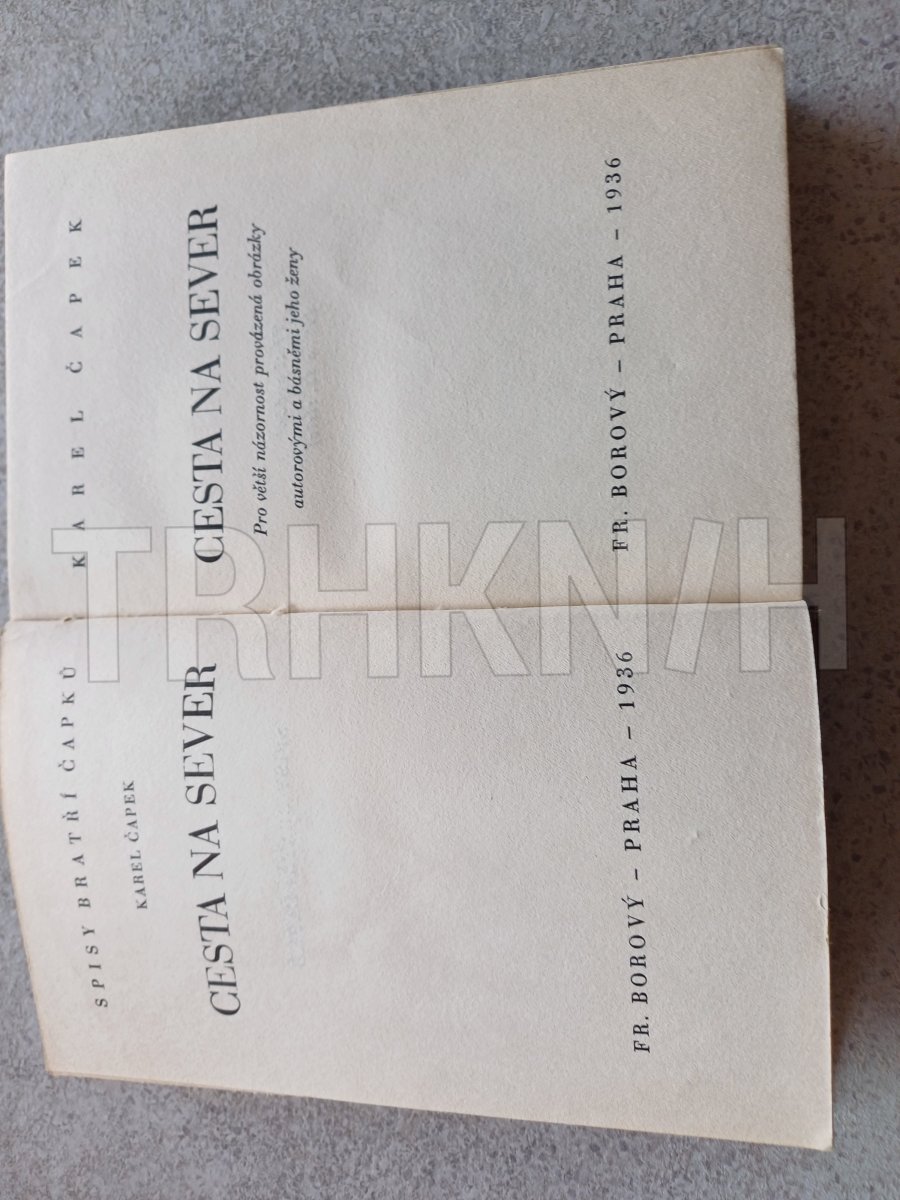 SPISY BRATŘÍ ČAPKŮ
KAREL ČAPEK
CESTA NA SEVER
FR. BOROVÝ – PRAHA – 1936
KAREL ČAPEK
CESTA NA SEVER
Pro větší názornost provázená obrázky
autorovými a básněmi jeho ženy
FR. BOROVÝ – PRAHA – 1936
TRHKNIH